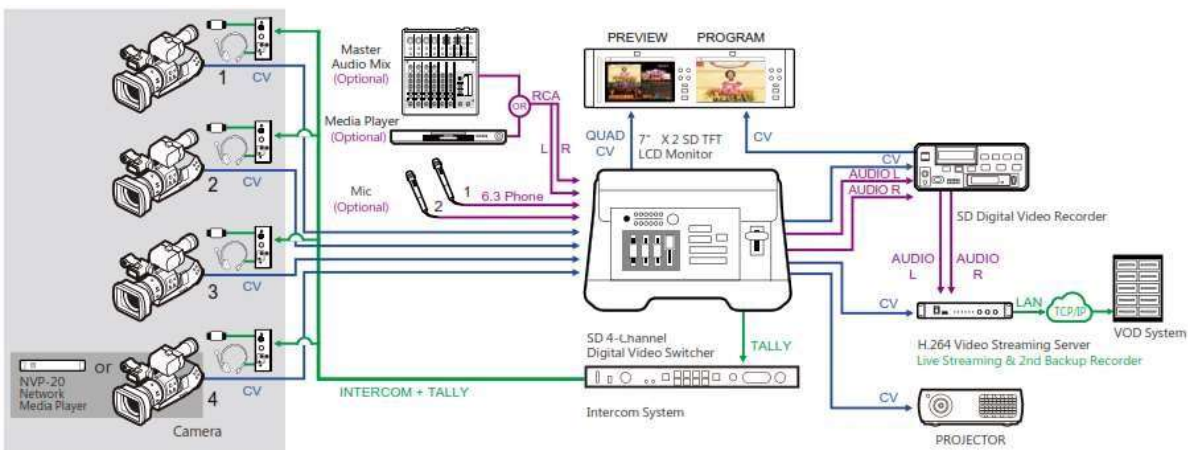 1
CV
2
CV
3
CV
or
NVP-20
Network
Media Player
4
CV
Camera
INTERCOM + TALLY
Master
Audio Mix
(Optional)
Media Player
(Optional)
OR
RCA
L
R
Mic
(Optional)
1
2
6.3 Phone
PREVIEW
PROGRAM
QUAD
CV
7" X 2 SD TFT
LCD Monitor
CV
CV
AUDIO L
AUDIO R
SD Digital Video Recorder
AUDIO
L
AUDIO
R
SD 4-Channel
Digital Video Switcher
TALLY
Intercom System
CV
LAN
TCP/IP
VOD System
H.264 Video Streaming Server
Live Streaming & 2nd Backup Recorder
CV
PROJECTOR